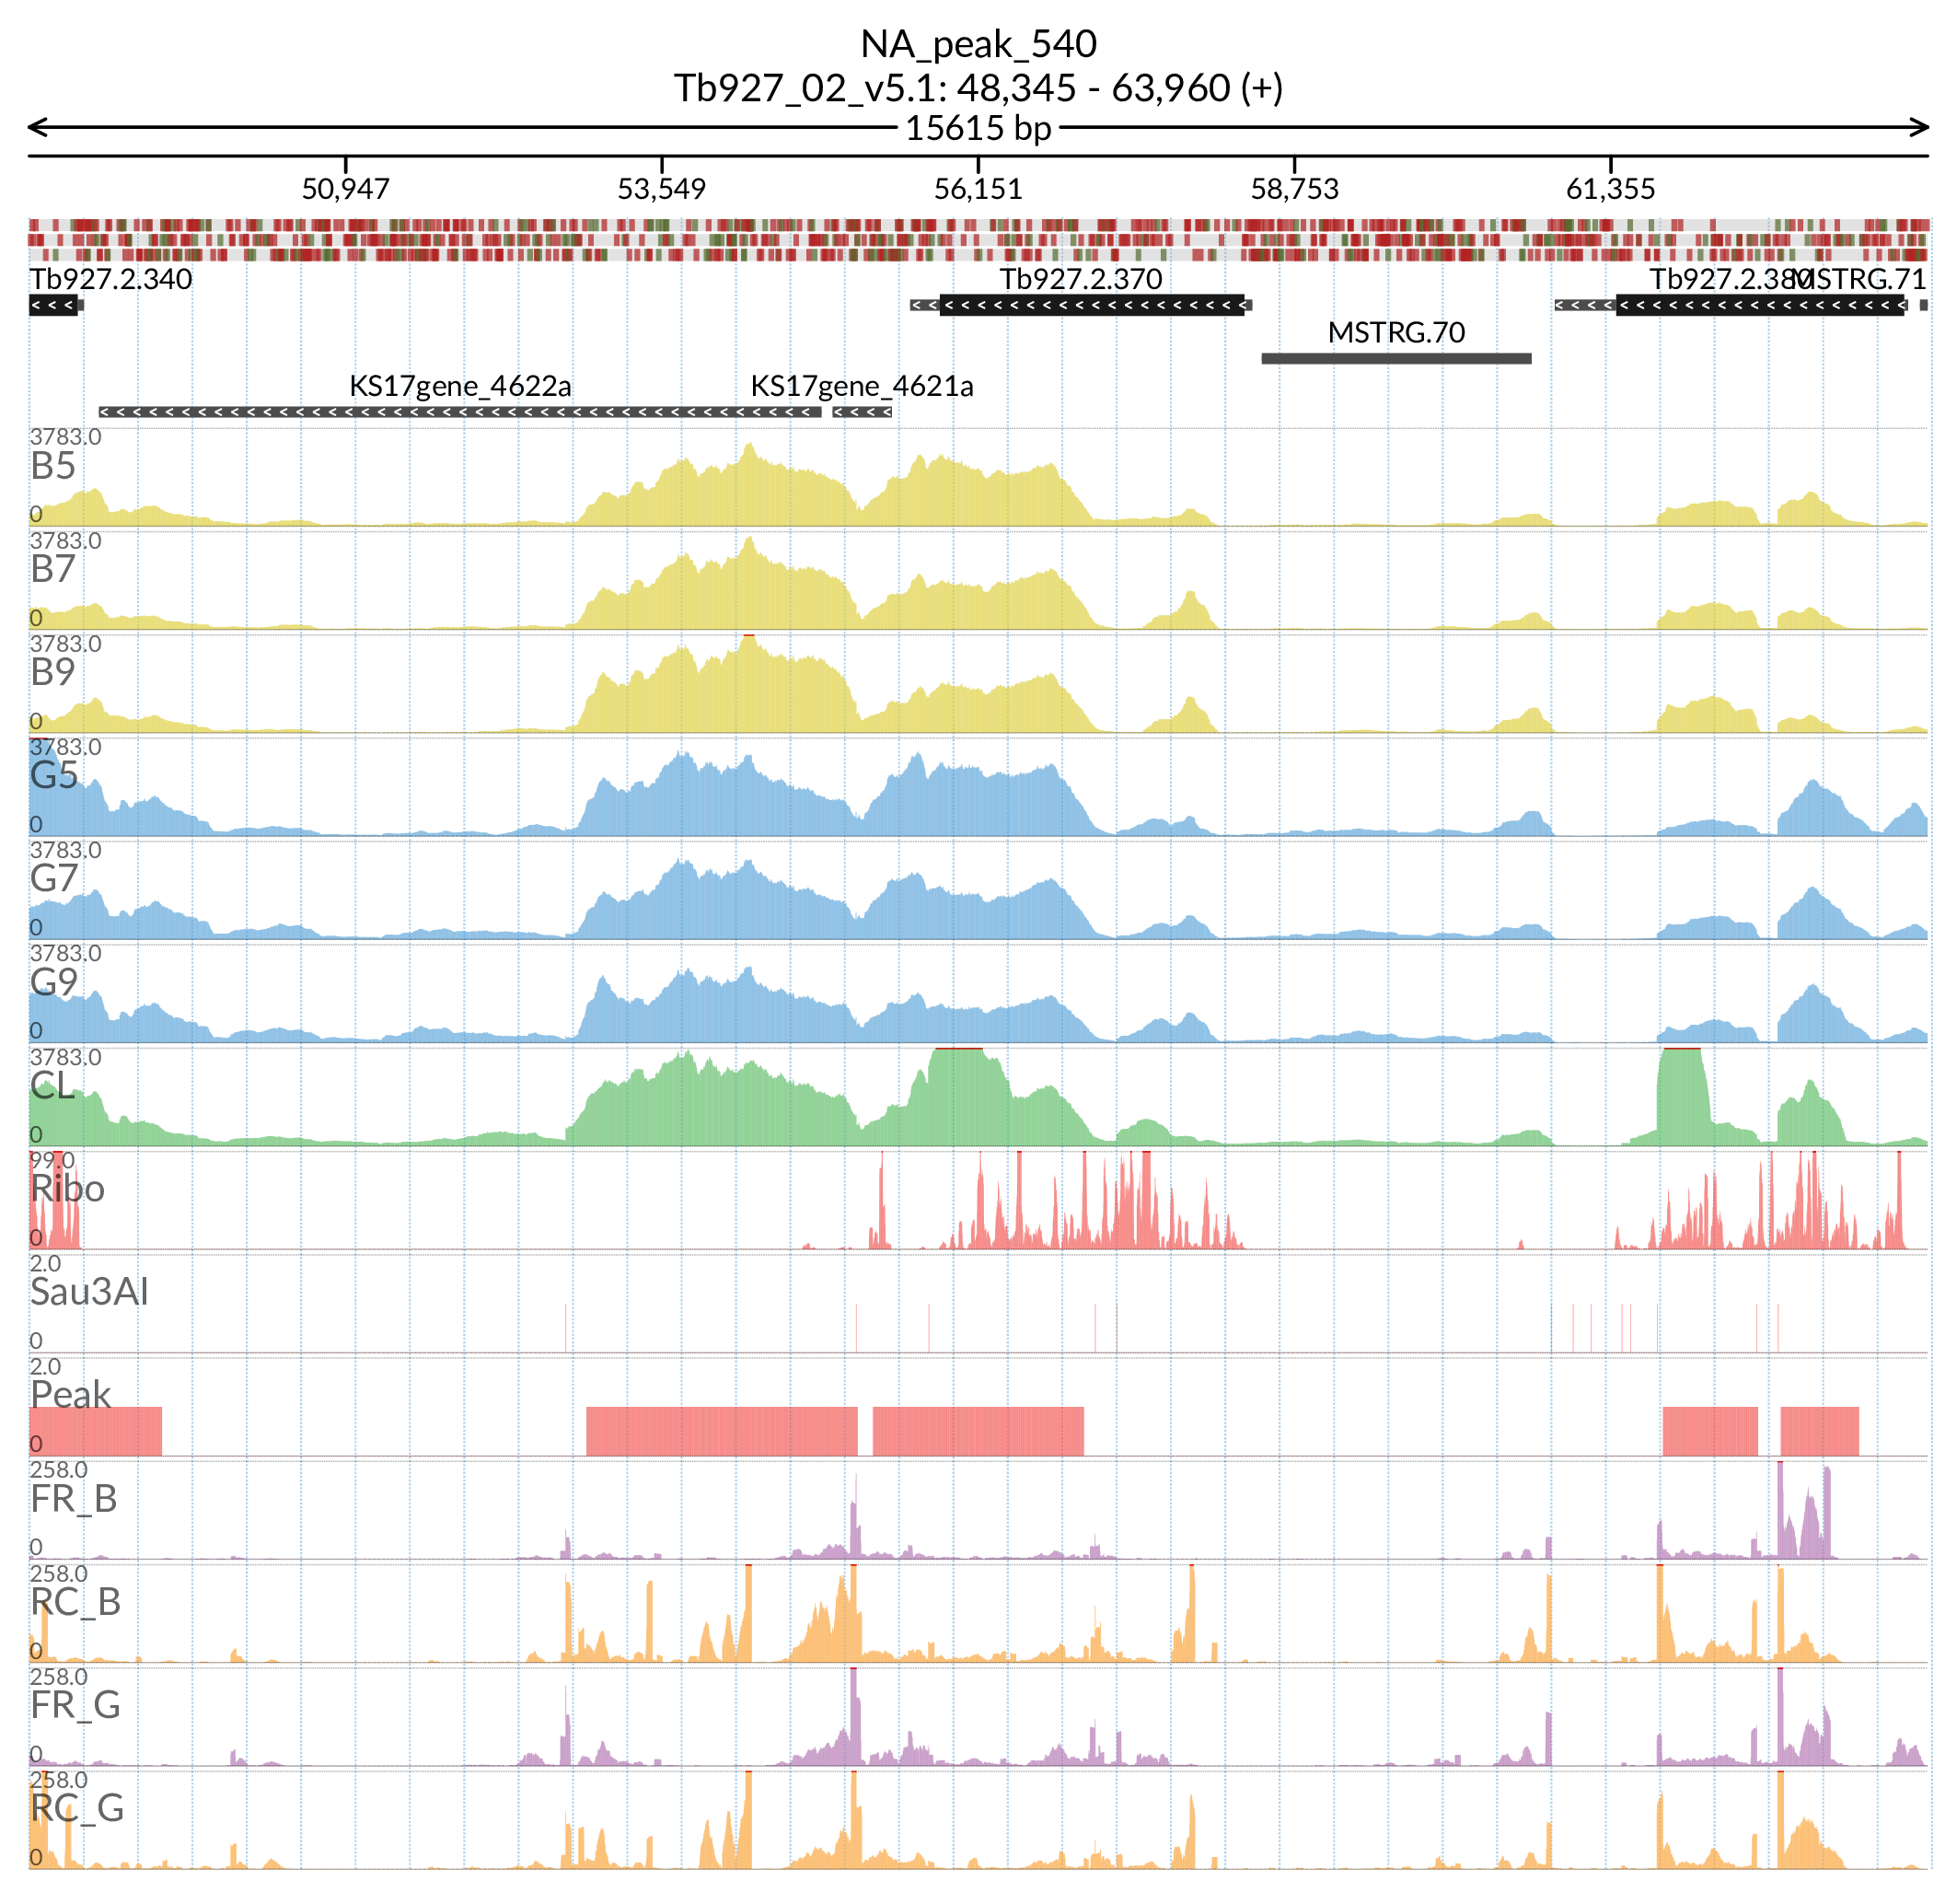 NA_peak_540
Tb927_02_v5.1: 48,345 - 63,960 (+)
15615 bp
50,947 53,549 56,151 58,753 61,355
Tb927.2.340 Tb927.2.370 Tb927.2.380 MSTRG.71
MSTRG.70
KS17gene_4622a KS17gene_4621a
3783.0
B5
0
3783.0
B7
0
3783.0
B9
0
3783.0
G5
0
3783.0
G7
0
3783.0
G9
0
3783.0
CL
0
99.0
Ribo
0
2.0
Sau3AI
0
2.0
Peak
0
258.0
FR_B
0
258.0
RC_B
0
258.0
FR_G
0
258.0
RC_G
0